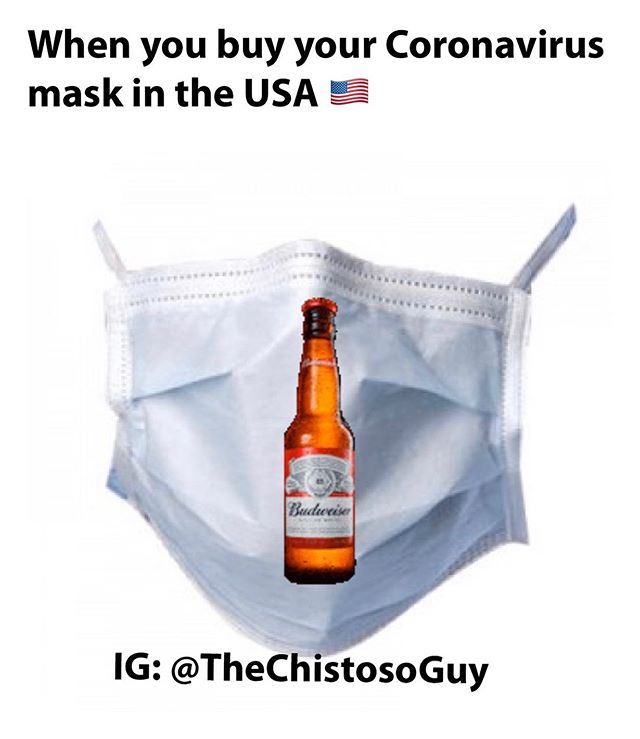 When you buy your Coronavirus
mask in the USA 🇺🇸
Budweiser
IG: @TheChistosoGuy